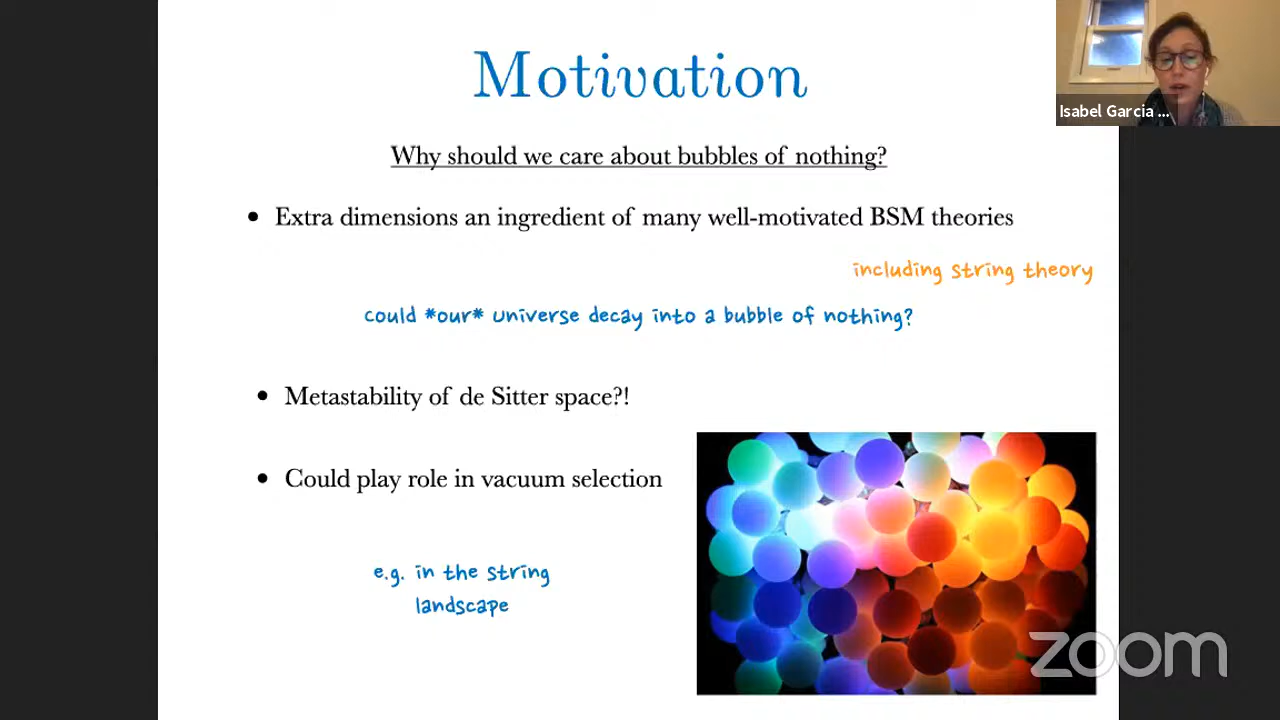 Motivation
Isabel Garcia ...
Why should we care about bubbles of nothing?
• Extra dimensions an ingredient of many well-motivated BSM theories
including string theory
could *our* universe decay into a bubble of nothing?
• Metastability of de Sitter space?!
• Could play role in vacuum selection
e.g. in the string
landscape
zoom